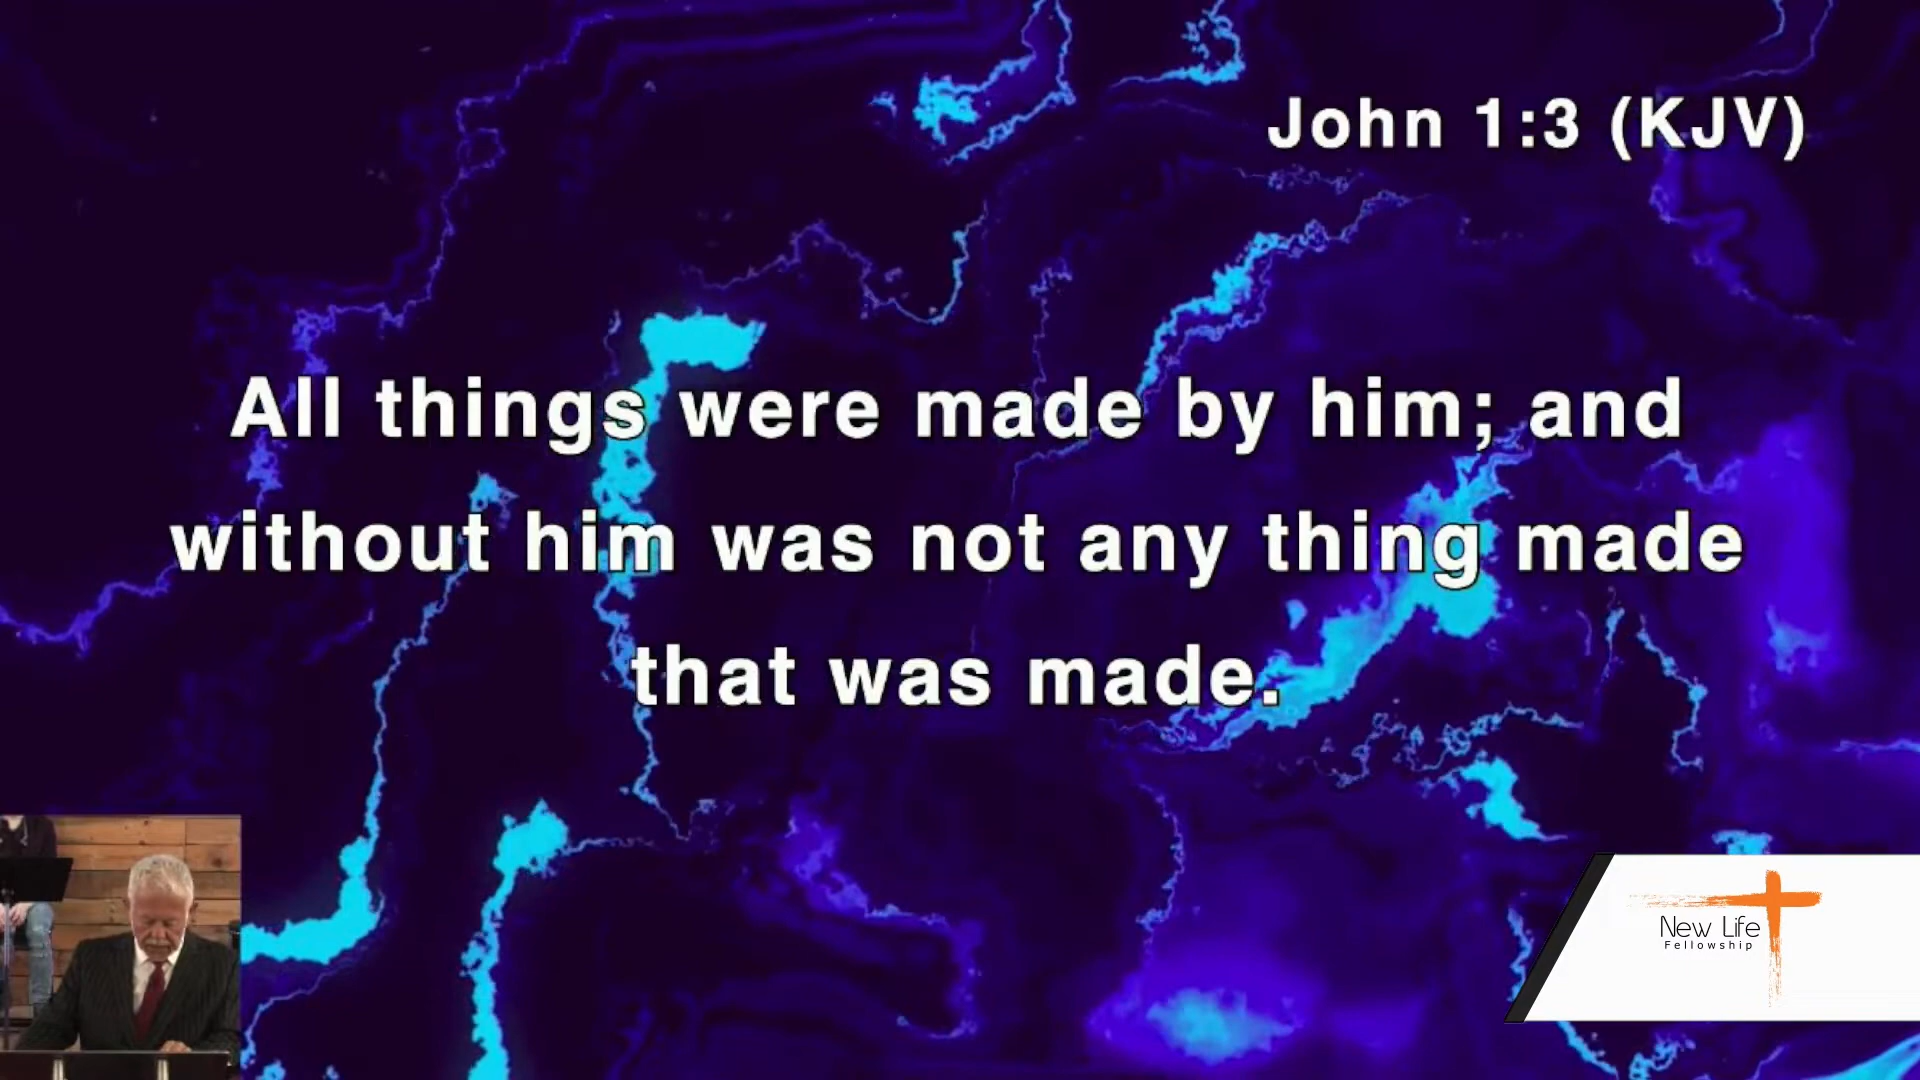 John 1:3 (KJV)
All things were made by him; and
without him was not any thing made
that was made.
New Life
Fellowship